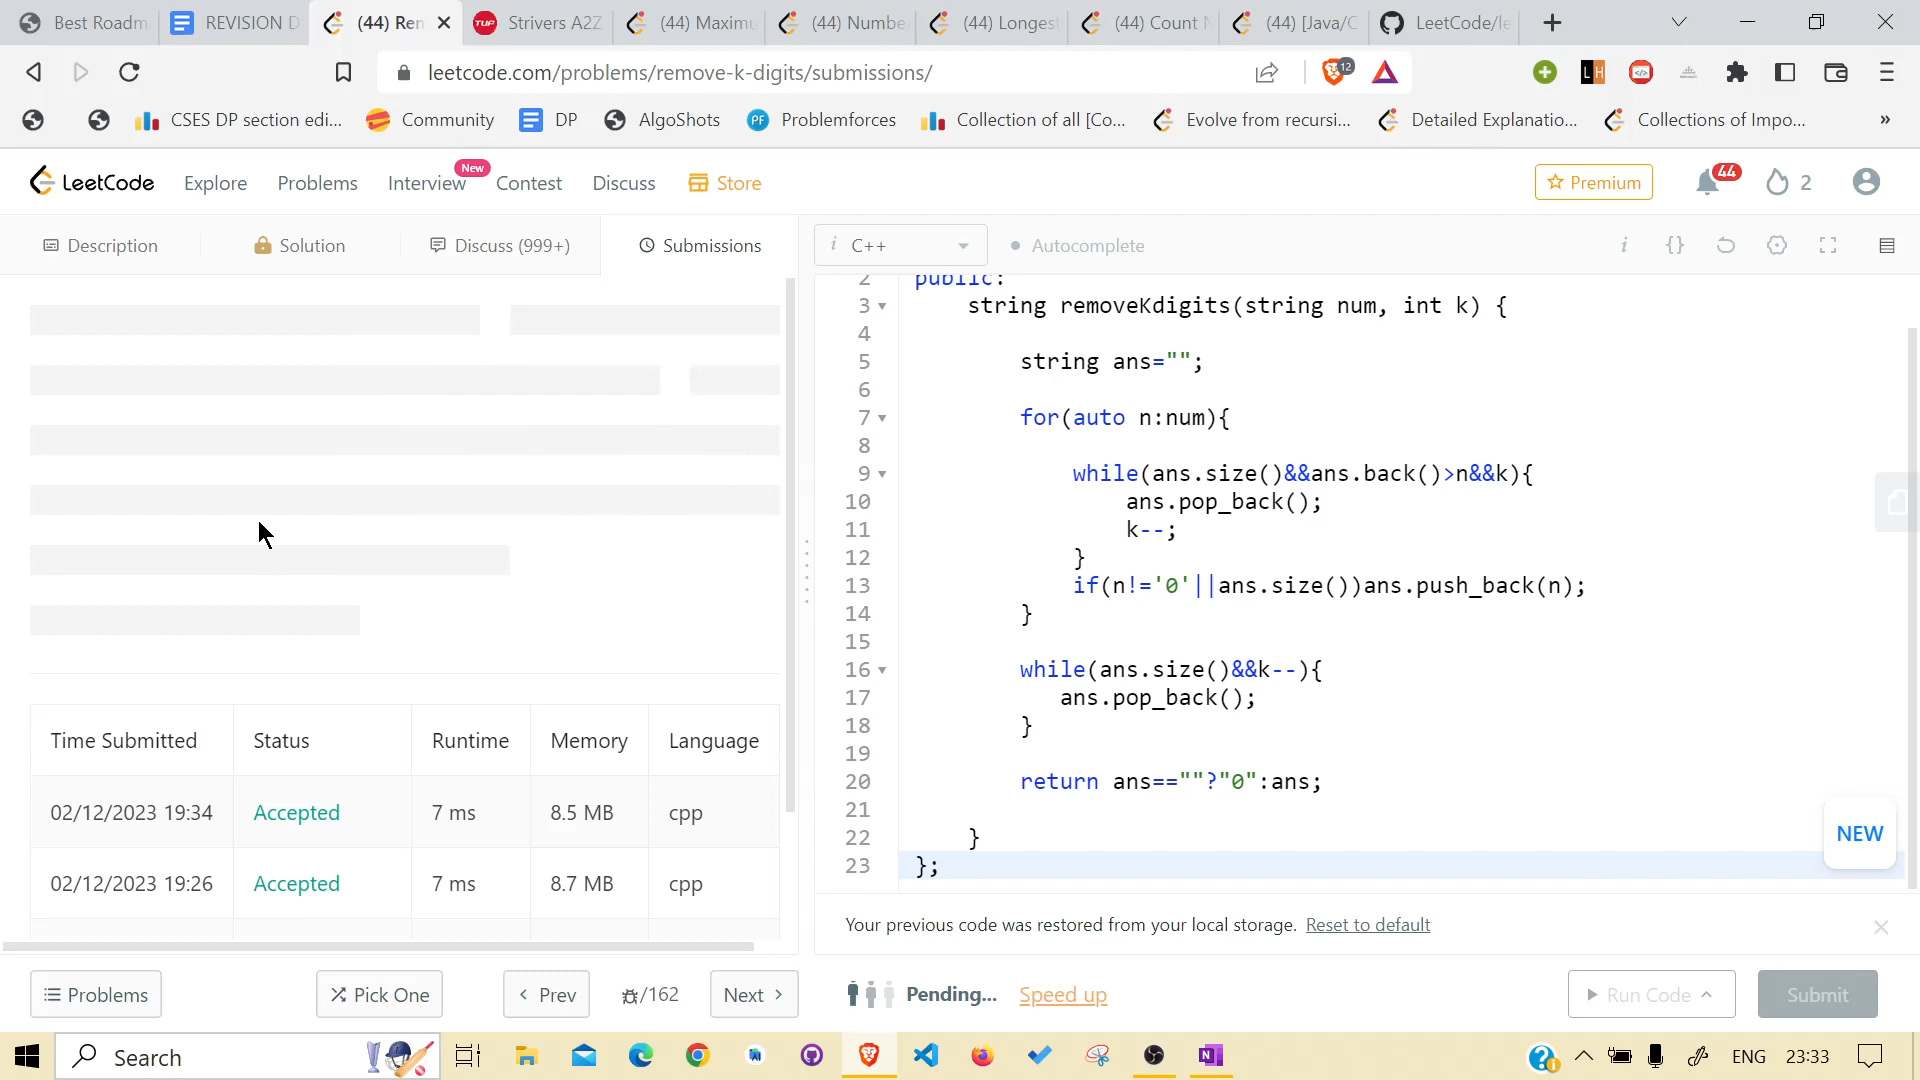 Best Roadm
REVISION D
(44) Rem
Strivers A2Z
(44) Maximu
(44) Numbe
(44) Longest
(44) Count N
(44) [Java/C
LeetCode/le
leetcode.com/problems/remove-k-digits/submissions/
12
CSES DP section edi...
Community
DP
AlgoShots
PF
Problemforces
Collection of all [Co...
Evolve from recursi...
Detailed Explanatio...
Collections of Impo...
LeetCode
Explore
Problems
Interview
New
Contest
Discuss
Store
Premium
44
2
Description
Solution
Discuss (999+)
Submissions
i C++
Autocomplete
2 public:
3 string removeKdigits(string num, int k) {
4
5 string ans="";
6
7 for(auto n:num){
8
9 while(ans.size()&&ans.back()>n&&k){
10 ans.pop_back();
11 k--;
12 }
13 if(n!='0'||ans.size())ans.push_back(n);
14 }
15
16 while(ans.size()&&k--){
17 ans.pop_back();
18 }
19
20 return ans==""?"0":ans;
21
22 }
23 };
NEW
Time Submitted Status Runtime Memory Language
02/12/2023 19:34 Accepted 7 ms 8.5 MB cpp
02/12/2023 19:26 Accepted 7 ms 8.7 MB cpp
Your previous code was restored from your local storage. Reset to default
Problems
Pick One
Prev
/162
Next
Pending...
Speed up
Run Code
Submit
Search
ENG
23:33